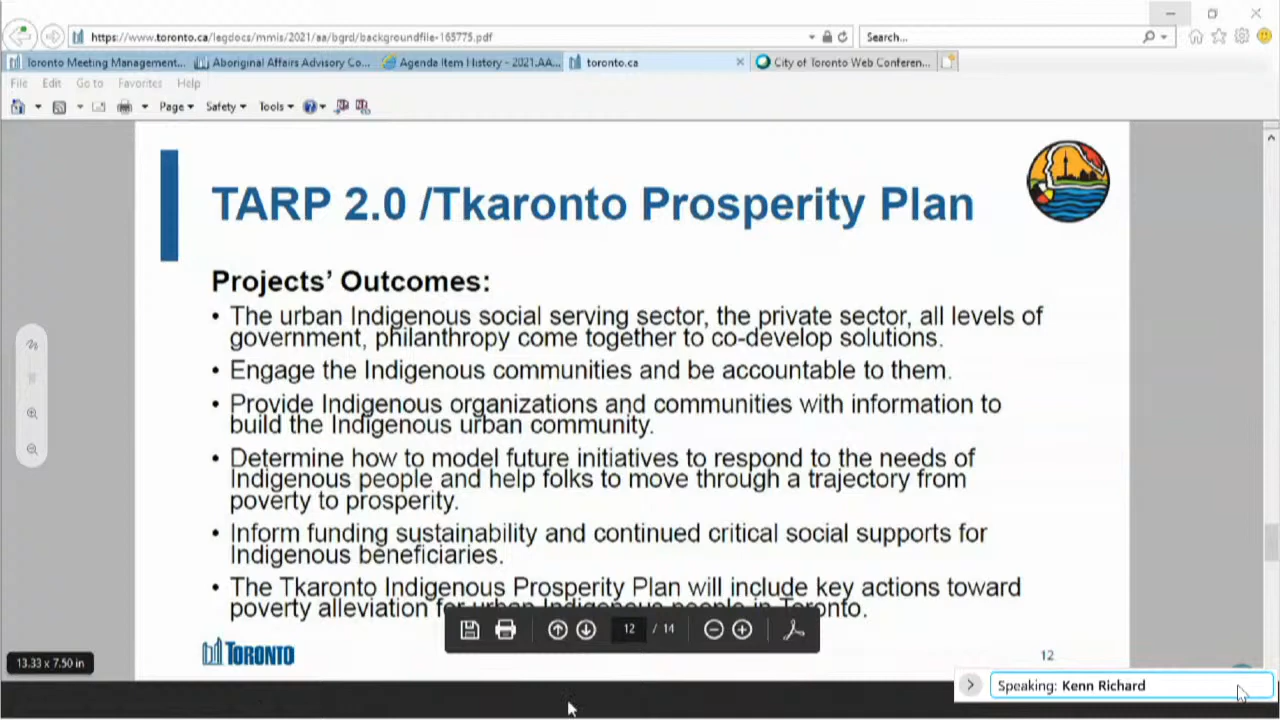 https://www.toronto.ca/legdocs/mmis/2021/aa/bgrd/backgroundfile-165775.pdf
Search...
Toronto Meeting Management...
Aboriginal Affairs Advisory Co...
Agenda Item History - 2021.AA...
toronto.ca
City of Toronto Web Conferen...
File Edit Go to Favorites Help
Page Safety Tools
TARP 2.0 /Tkaronto Prosperity Plan
Projects’ Outcomes:
• The urban Indigenous social serving sector, the private sector, all levels of
government, philanthropy come together to co-develop solutions.
• Engage the Indigenous communities and be accountable to them.
• Provide Indigenous organizations and communities with information to
build the Indigenous urban community.
• Determine how to model future initiatives to respond to the needs of
Indigenous people and help folks to move through a trajectory from
poverty to prosperity.
• Inform funding sustainability and continued critical social supports for
Indigenous beneficiaries.
• The Tkaronto Indigenous Prosperity Plan will include key actions toward
poverty alleviation for urban Indigenous people in Toronto.
12 / 14
TORONTO
12
13.33 x 7.50 in
Speaking: Kenn Richard